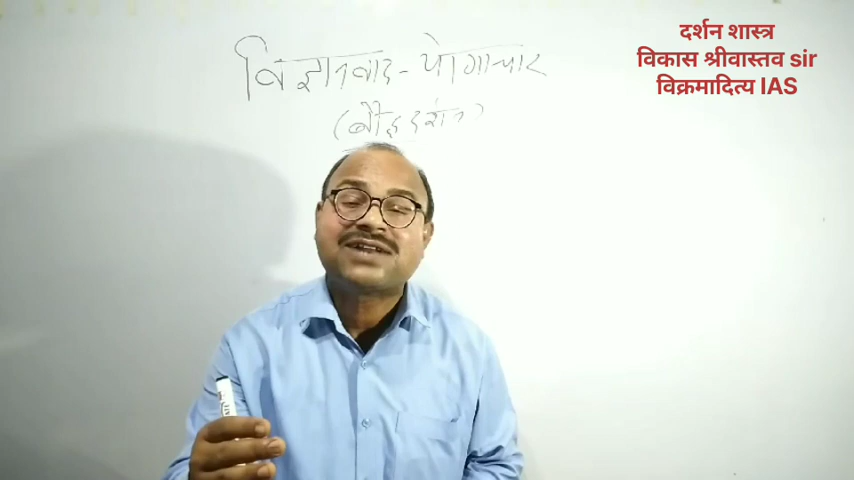 विज्ञानवाद - योगाचार
(बौद्ध दर्शन)
दर्शन शास्त्र
विकास श्रीवास्तव sir
विक्रमादित्य IAS